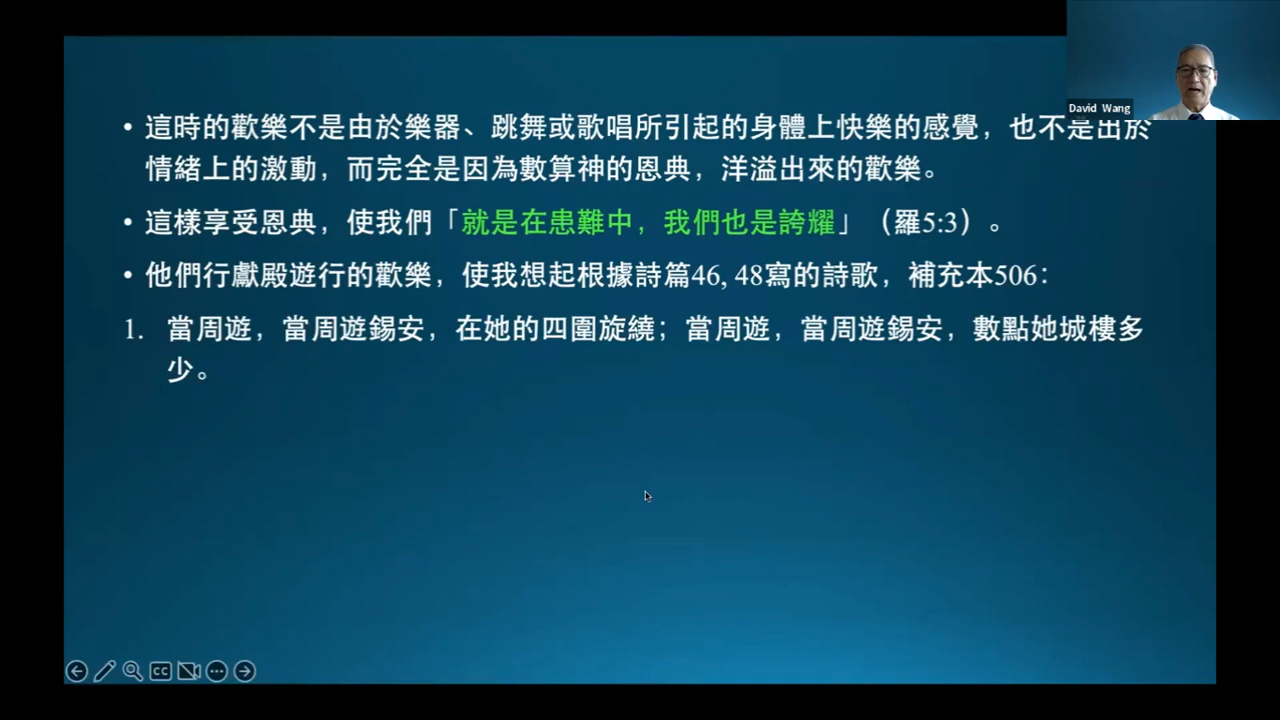 David Wang
• 這時的歡樂不是由於樂器、跳舞或歌唱所引起的身體上快樂的感覺，也不是出於
情緒上的激動，而完全是因為數算神的恩典，洋溢出來的歡樂。
• 這樣享受恩典，使我們「就是在患難中，我們也是誇耀」（羅5:3）。
• 他們行獻殿遊行的歡樂，使我想起根據詩篇46, 48寫的詩歌，補充本506：
1. 當周遊，當周遊錫安，在她的四圍旋繞；當周遊，當周遊錫安，數點她城樓多
少。
CC